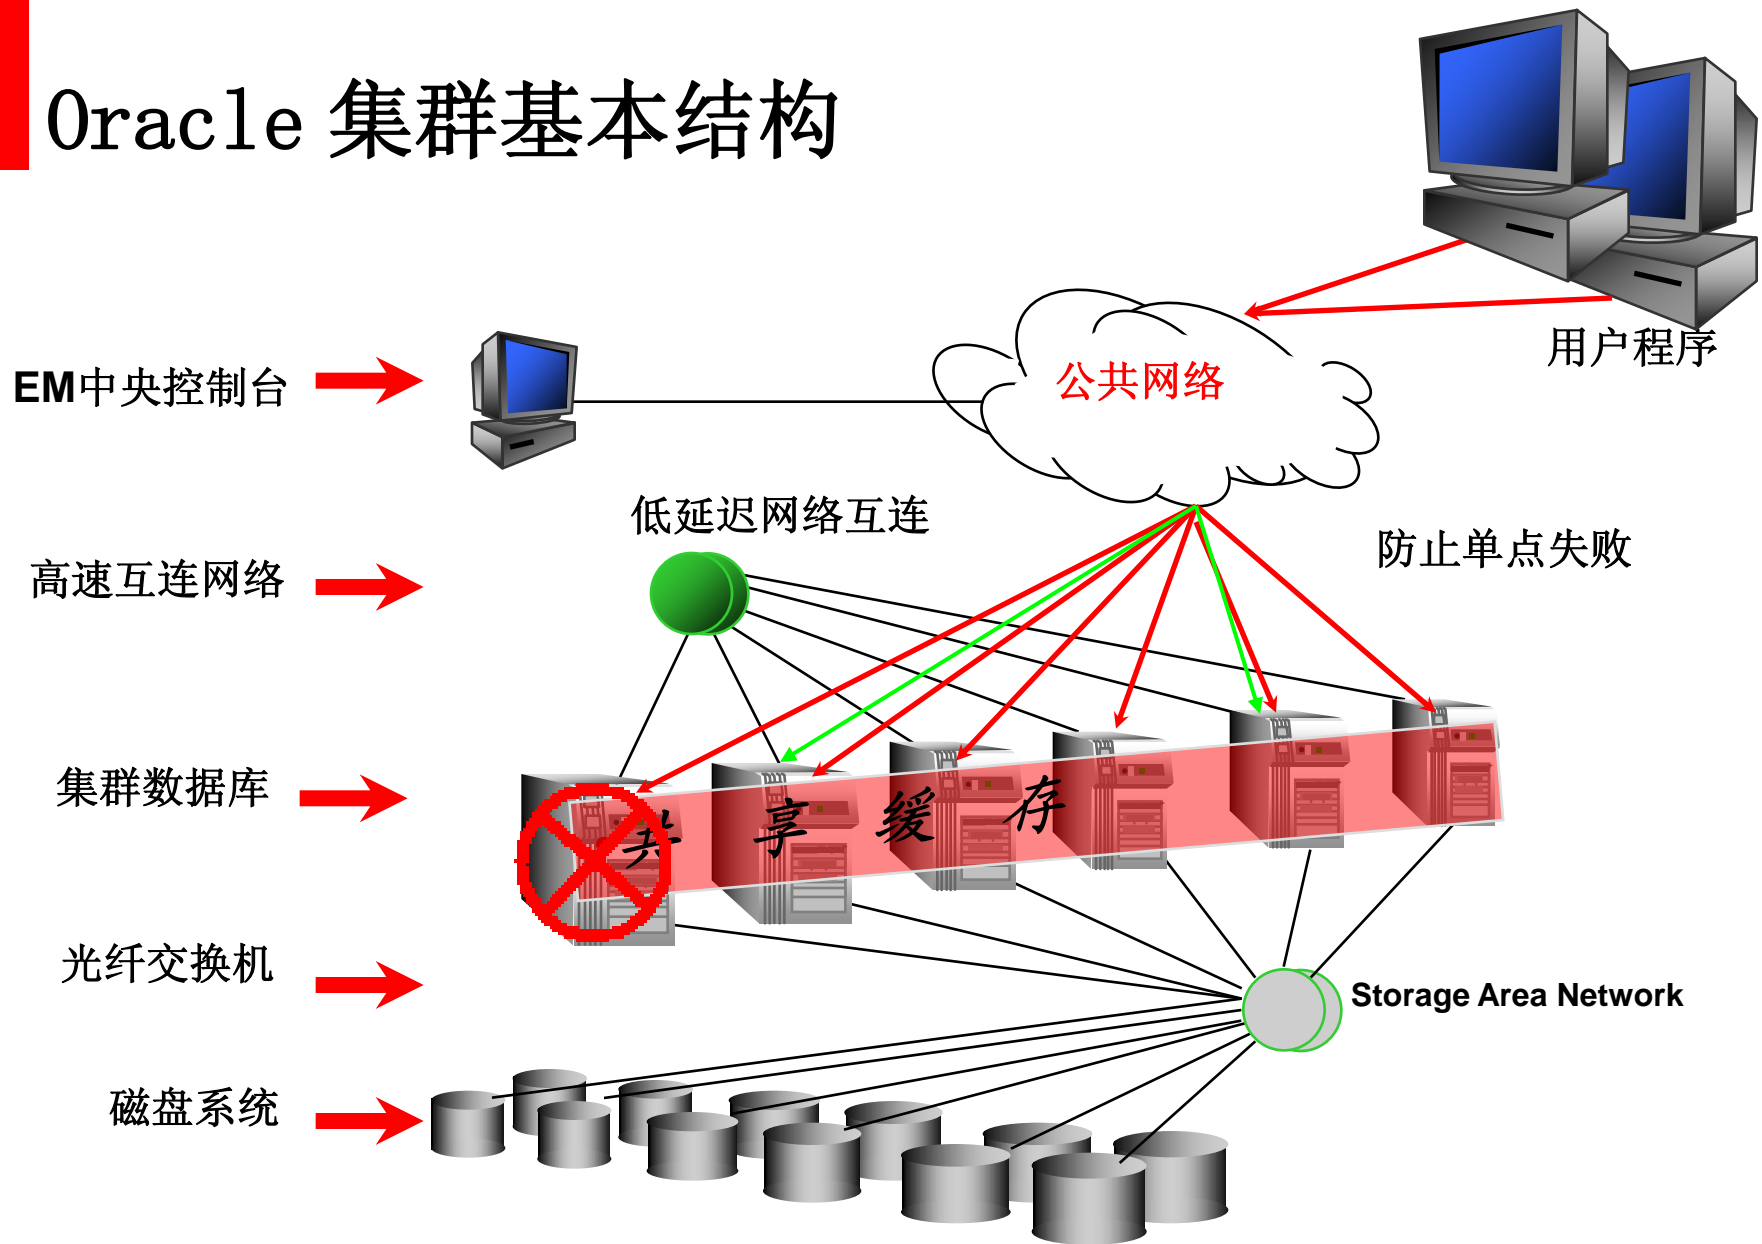 Oracle 集群基本结构
用户程序
EM中央控制台
公共网络
低延迟网络互连
防止单点失败
高速互连网络
集群数据库
共享缓存
光纤交换机
Storage Area Network
磁盘系统